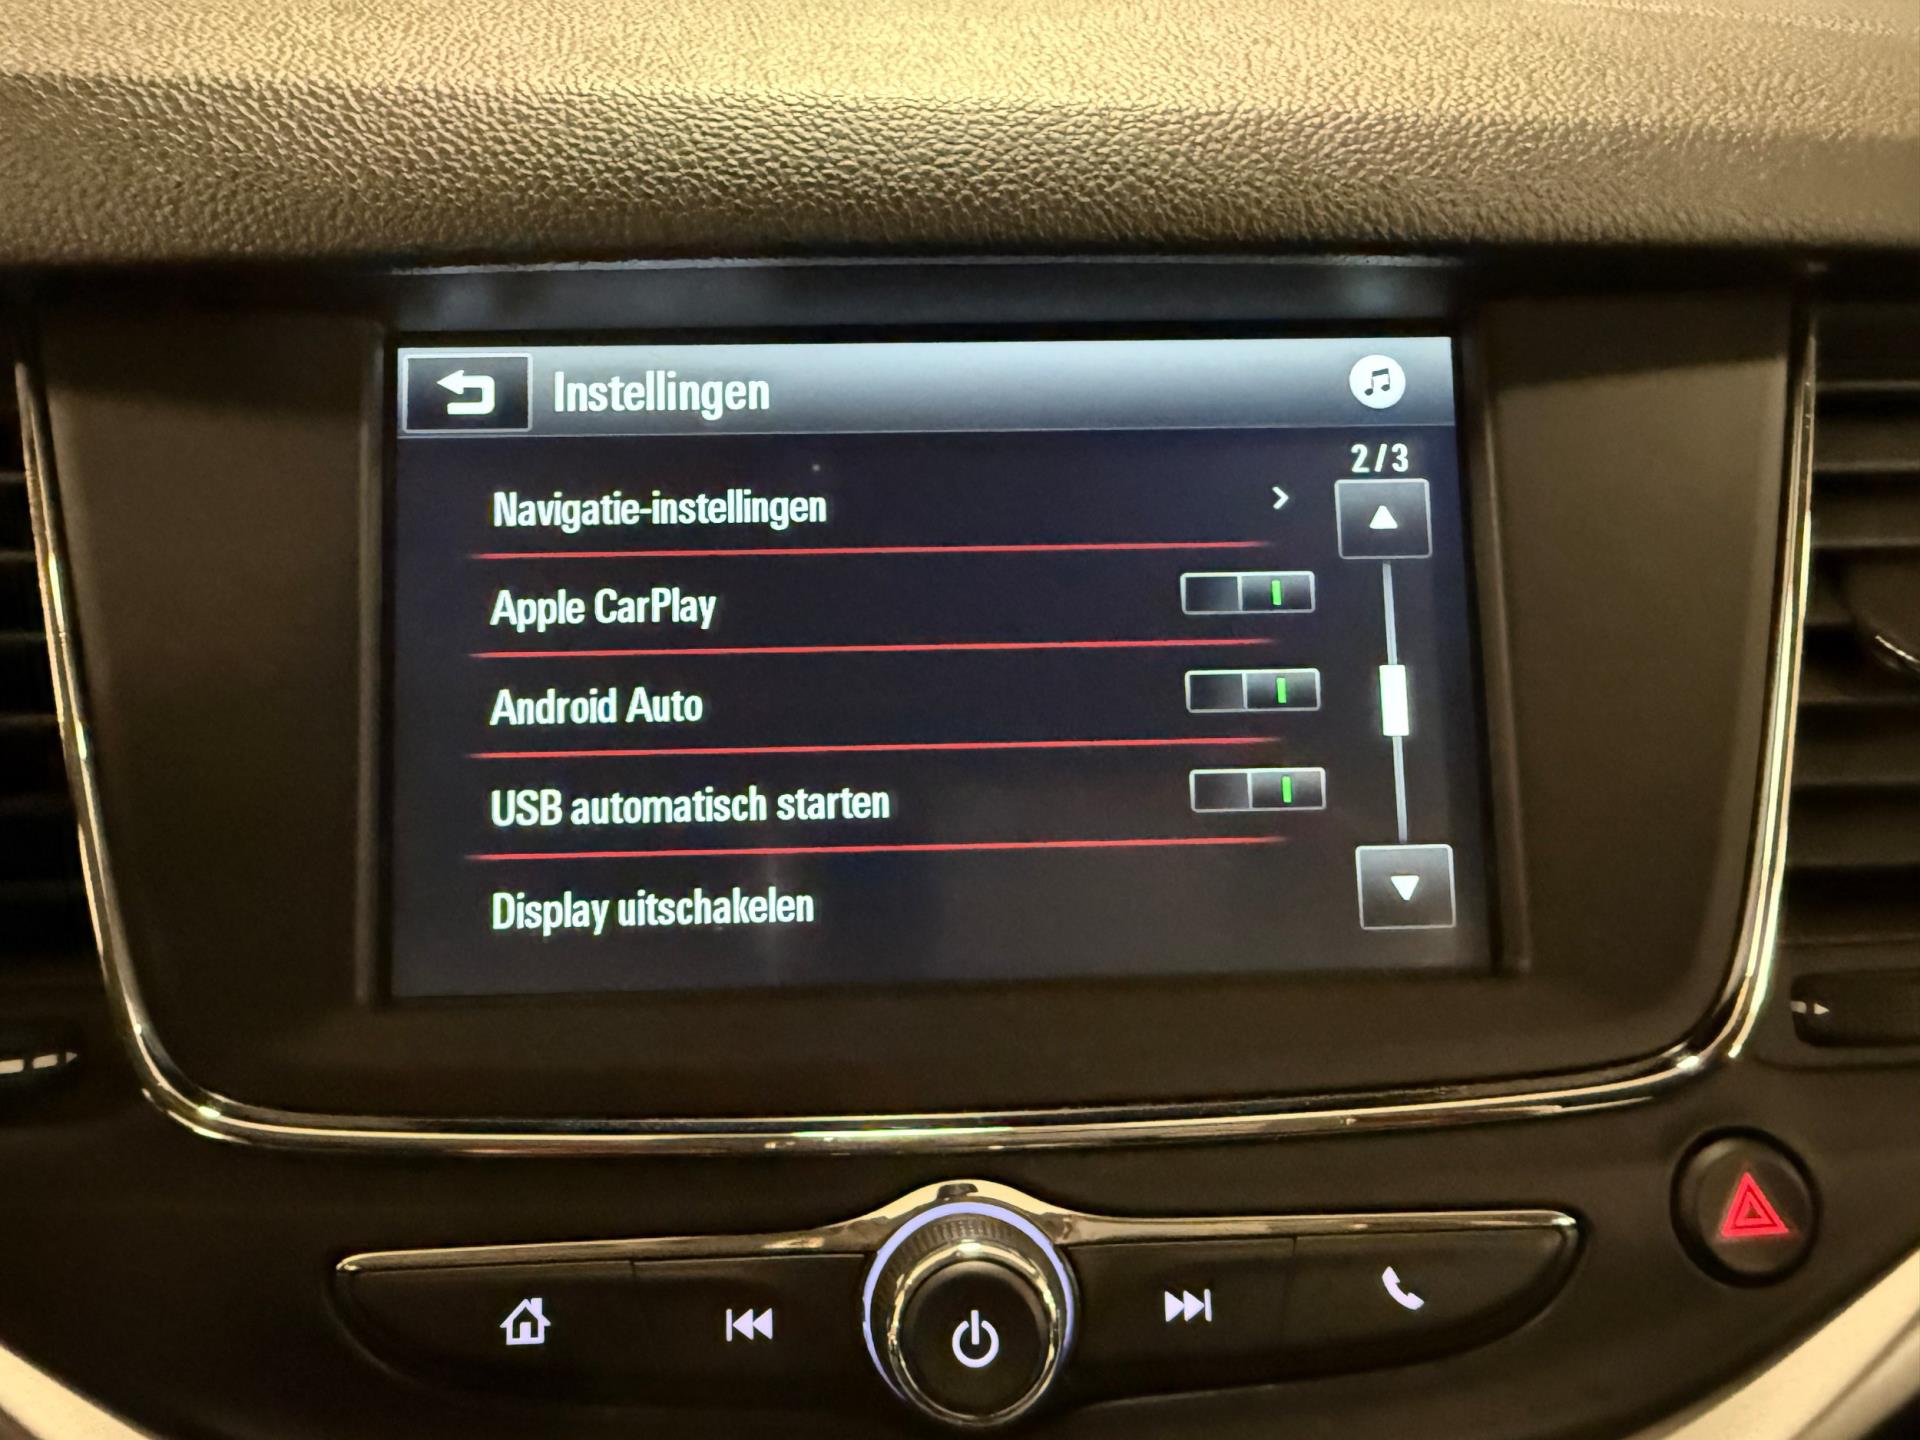 Instellingen
2/3
Navigatie-instellingen
Apple CarPlay
Android Auto
USB automatisch starten
Display uitschakelen